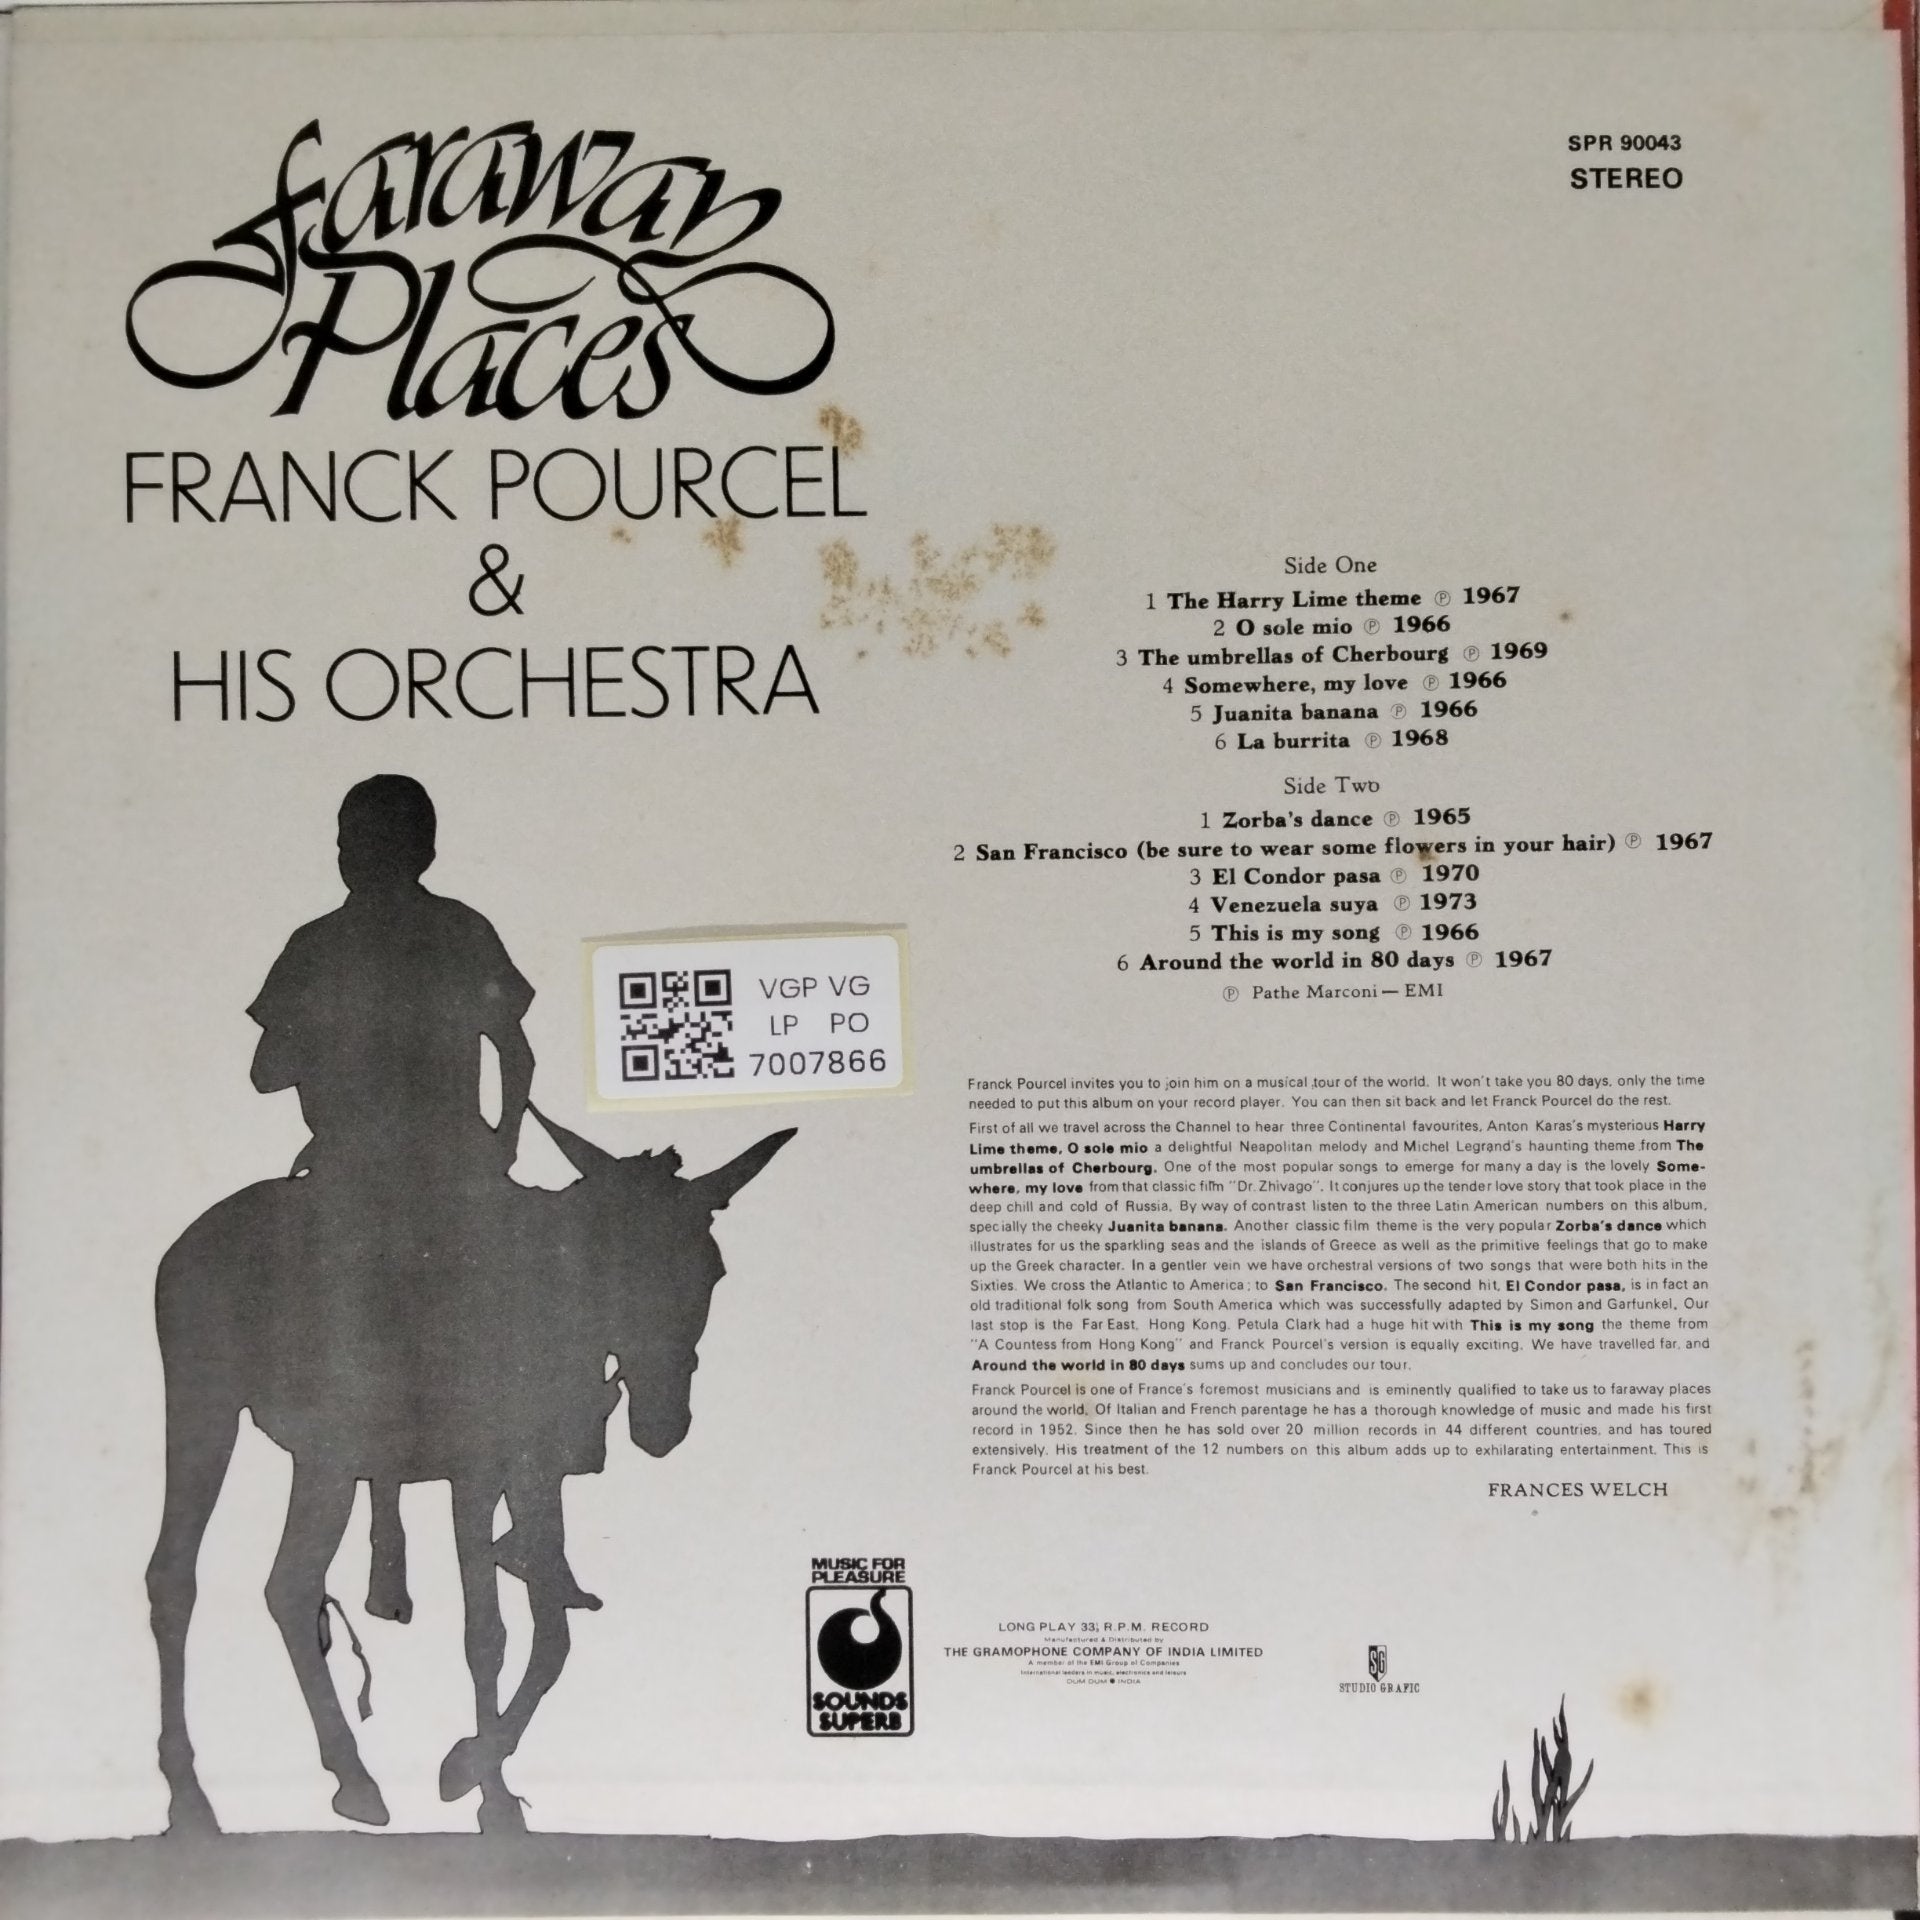 Faraway
Places
FRANCK POURCEL
&
HIS ORCHESTRA
SPR 90043
STEREO
Side One
1 The Harry Lime theme Ⓟ 1967
2 O sole mio Ⓟ 1966
3 The umbrellas of Cherbourg Ⓟ 1969
4 Somewhere, my love Ⓟ 1966
5 Juanita banana Ⓟ 1966
6 La burrita Ⓟ 1968
Side Two
1 Zorba's dance Ⓟ 1965
2 San Francisco (be sure to wear some flowers in your hair) Ⓟ 1967
3 El Condor pasa Ⓟ 1970
4 Venezuela suya Ⓟ 1973
5 This is my song Ⓟ 1966
6 Around the world in 80 days Ⓟ 1967
Ⓟ Pathe Marconi — EMI
VGP VG
LP PO
7007866
Franck Pourcel invites you to join him on a musical tour of the world. It won't take you 80 days, only the time
needed to put this album on your record player. You can then sit back and let Franck Pourcel do the rest.
First of all we travel across the Channel to hear three Continental favourites, Anton Karas's mysterious Harry
Lime theme, O sole mio a delightful Neapolitan melody and Michel Legrand's haunting theme from The
umbrellas of Cherbourg. One of the most popular songs to emerge for many a day is the lovely Some-
where, my love from that classic film "Dr. Zhivago". It conjures up the tender love story that took place in the
deep chill and cold of Russia. By way of contrast listen to the three Latin American numbers on this album,
specially the cheeky Juanita banana. Another classic film theme is the very popular Zorba's dance which
illustrates for us the sparkling seas and the islands of Greece as well as the primitive feelings that go to make
up the Greek character. In a gentler vein we have orchestral versions of two songs that were both hits in the
Sixties. We cross the Atlantic to America; to San Francisco. The second hit, El Condor pasa, is in fact an
old traditional folk song from South America which was successfully adapted by Simon and Garfunkel. Our
last stop is the Far East, Hong Kong. Petula Clark had a huge hit with This is my song the theme from
"A Countess from Hong Kong" and Franck Pourcel's version is equally exciting. We have travelled far, and
Around the world in 80 days sums up and concludes our tour.
Franck Pourcel is one of France's foremost musicians and is eminently qualified to take us to faraway places
around the world. Of Italian and French parentage he has a thorough knowledge of music and made his first
record in 1952. Since then he has sold over 20 million records in 44 different countries, and has toured
extensively. His treatment of the 12 numbers on this album adds up to exhilarating entertainment. This is
Franck Pourcel at his best.
FRANCES WELCH
MUSIC FOR
PLEASURE
SOUNDS
SUPERB
LONG PLAY 33⅓ R.P.M. RECORD
Manufactured & Distributed by
THE GRAMOPHONE COMPANY OF INDIA LIMITED
A member of the EMI Group of Companies
International leaders in music, electronics and leisure
DUM DUM ● INDIA
SG
STUDIO GRAFIC